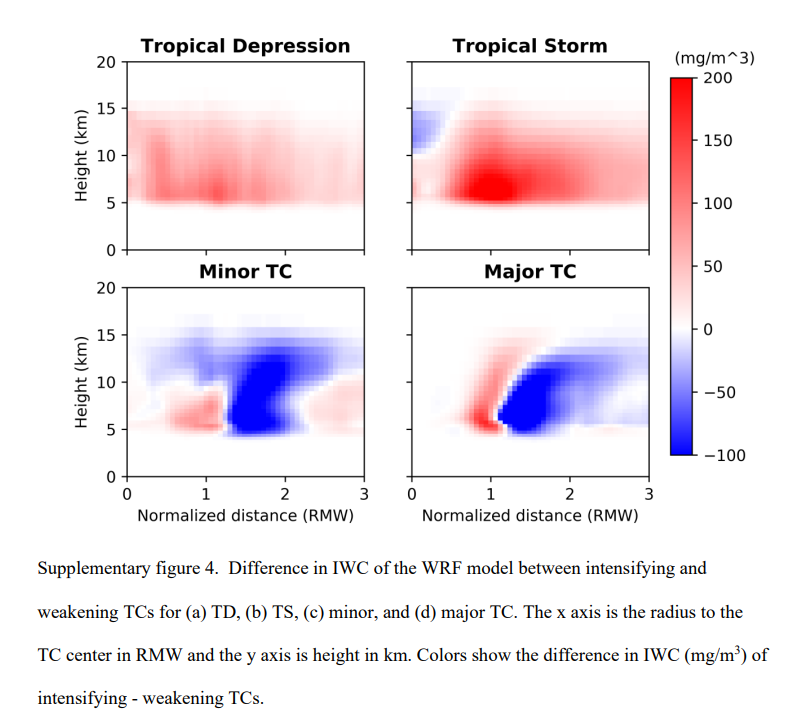 Tropical Depression
Tropical Storm
(mg/m^3)
20
15
10
5
0
Height (km)
200
150
100
50
0
−50
−100
Minor TC
Major TC
20
15
10
5
0
Height (km)
0 1 2 3
0 1 2 3
Normalized distance (RMW)
Normalized distance (RMW)
Supplementary figure 4.  Difference in IWC of the WRF model between intensifying and
weakening TCs for (a) TD, (b) TS, (c) minor, and (d) major TC. The x axis is the radius to the
TC center in RMW and the y axis is height in km. Colors show the difference in IWC (mg/m³) of
intensifying - weakening TCs.